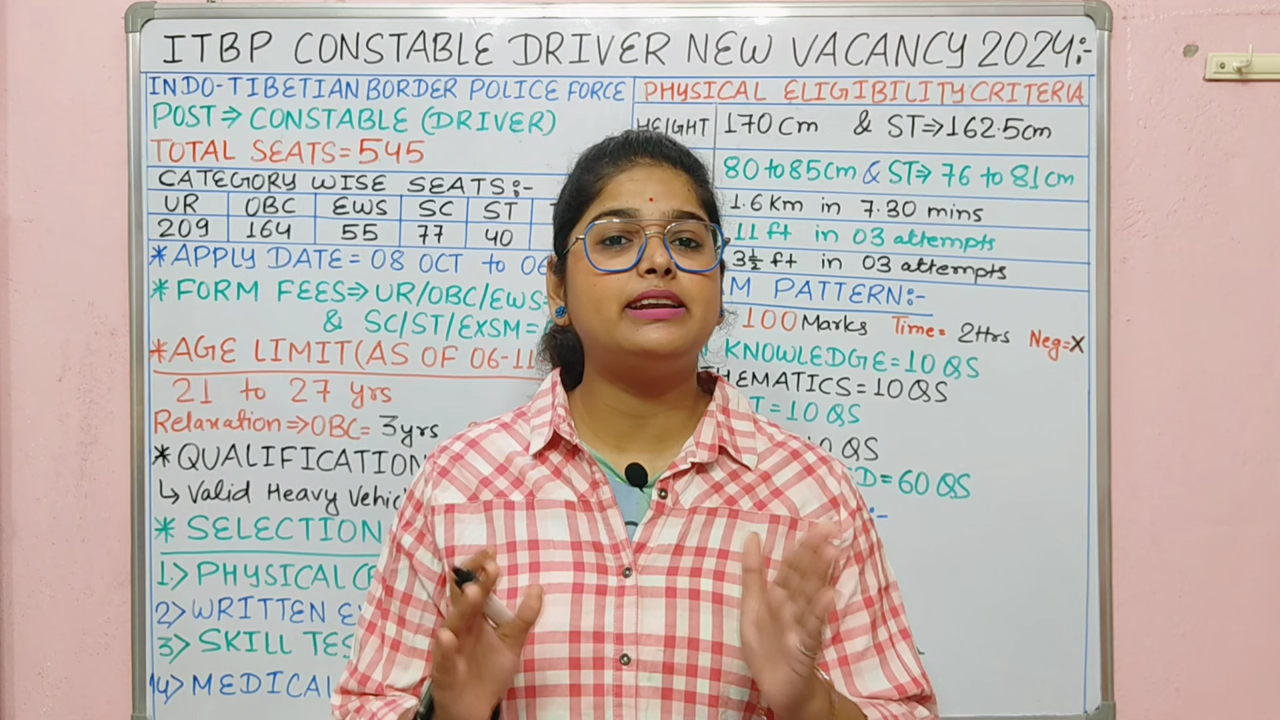 ITBP CONSTABLE DRIVER NEW VACANCY 2024:-
INDO-TIBETIAN BORDER POLICE FORCE
POST⇒ CONSTABLE (DRIVER)
TOTAL SEATS=545
CATEGORY WISE SEATS:-
UR OBC EWS SC ST
209 164 55 77 40
*APPLY DATE= 08 OCT to 06
*FORM FEES⇒ UR/OBC/EWS=
& SC/ST/EXSM=
*AGE LIMIT(AS OF 06-11
21 to 27 yrs
Relaxation⇒OBC= 3yrs
*QUALIFICATION
↳ Valid Heavy
* SELECTION
1.> PHYSICAL
2> WRITTEN
3> SKILL
4> MEDICAL
PHYSICAL ELIGIBILITY CRITERIA
HEIGHT 170 Cm & ST⇒162.5cm
80 to 85 Cm & ST⇒ 76 to 81 cm
1.6 Km in 7.30 mins
11 ft in 03 attempts
3½ ft in 03 attempts
PATTERN:-
100 Marks Time= 2Hrs Neg=X
KNOWLEDGE=10 QS
THEMATICS=10 QS
=10 QS
QS
D=60 QS